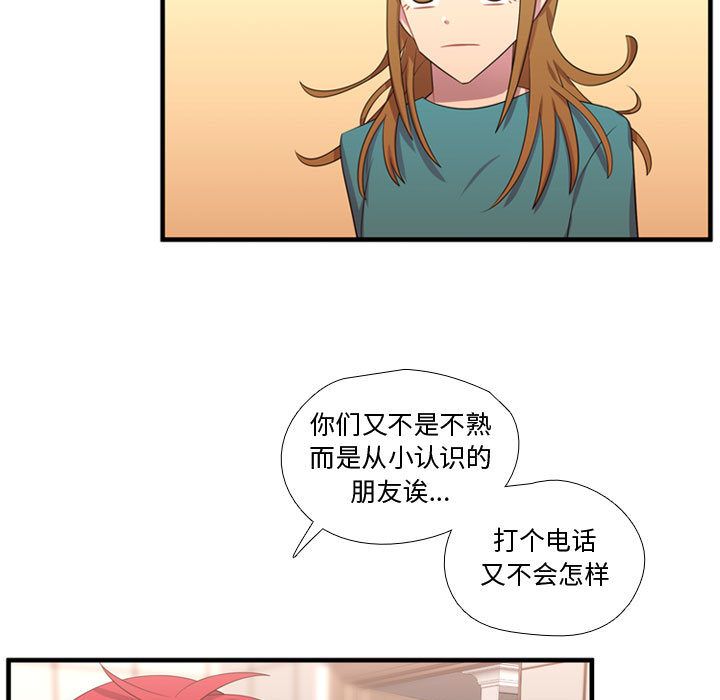 你们又不是不熟
而是从小认识的
朋友诶...
打个电话
又不会怎样